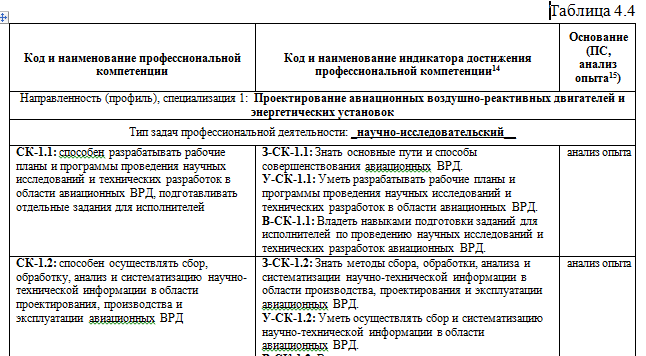 Таблица 4.4
Код и наименование профессиональной
компетенции
Код и наименование индикатора достижения
профессиональной компетенции14
Основание
(ПС,
анализ
опыта15)
Направленность (профиль), специализация 1: Проектирование авиационных воздушно-реактивных двигателей и
энергетических установок
Тип задач профессиональной деятельности: _научно-исследовательский__
СК-1.1: способен разрабатывать рабочие
планы и программы проведения научных
исследований и технических разработок в
области авиационных ВРД, подготавливать
отдельные задания для исполнителей
З-СК-1.1: Знать основные пути и способы
совершенствования авиационных ВРД.
У-СК-1.1: Уметь разрабатывать рабочие планы и
программы проведения научных исследований и
технических разработок в области авиационных ВРД.
В-СК-1.1: Владеть навыками подготовки заданий для
исполнителей по проведению научных исследований и
технических разработок авиационных ВРД.
анализ опыта
СК-1.2: способен осуществлять сбор,
обработку, анализ и систематизацию научно-
технической информации в области
проектирования, производства и
эксплуатации авиационных ВРД
З-СК-1.2: Знать методы сбора, обработки, анализа и
систематизации научно-технической информации в
области производства, проектирования и эксплуатации
авиационных ВРД.
У-СК-1.2: Уметь осуществлять сбор и систематизацию
научно-технической информации в области
авиационных ВРД.
анализ опыта